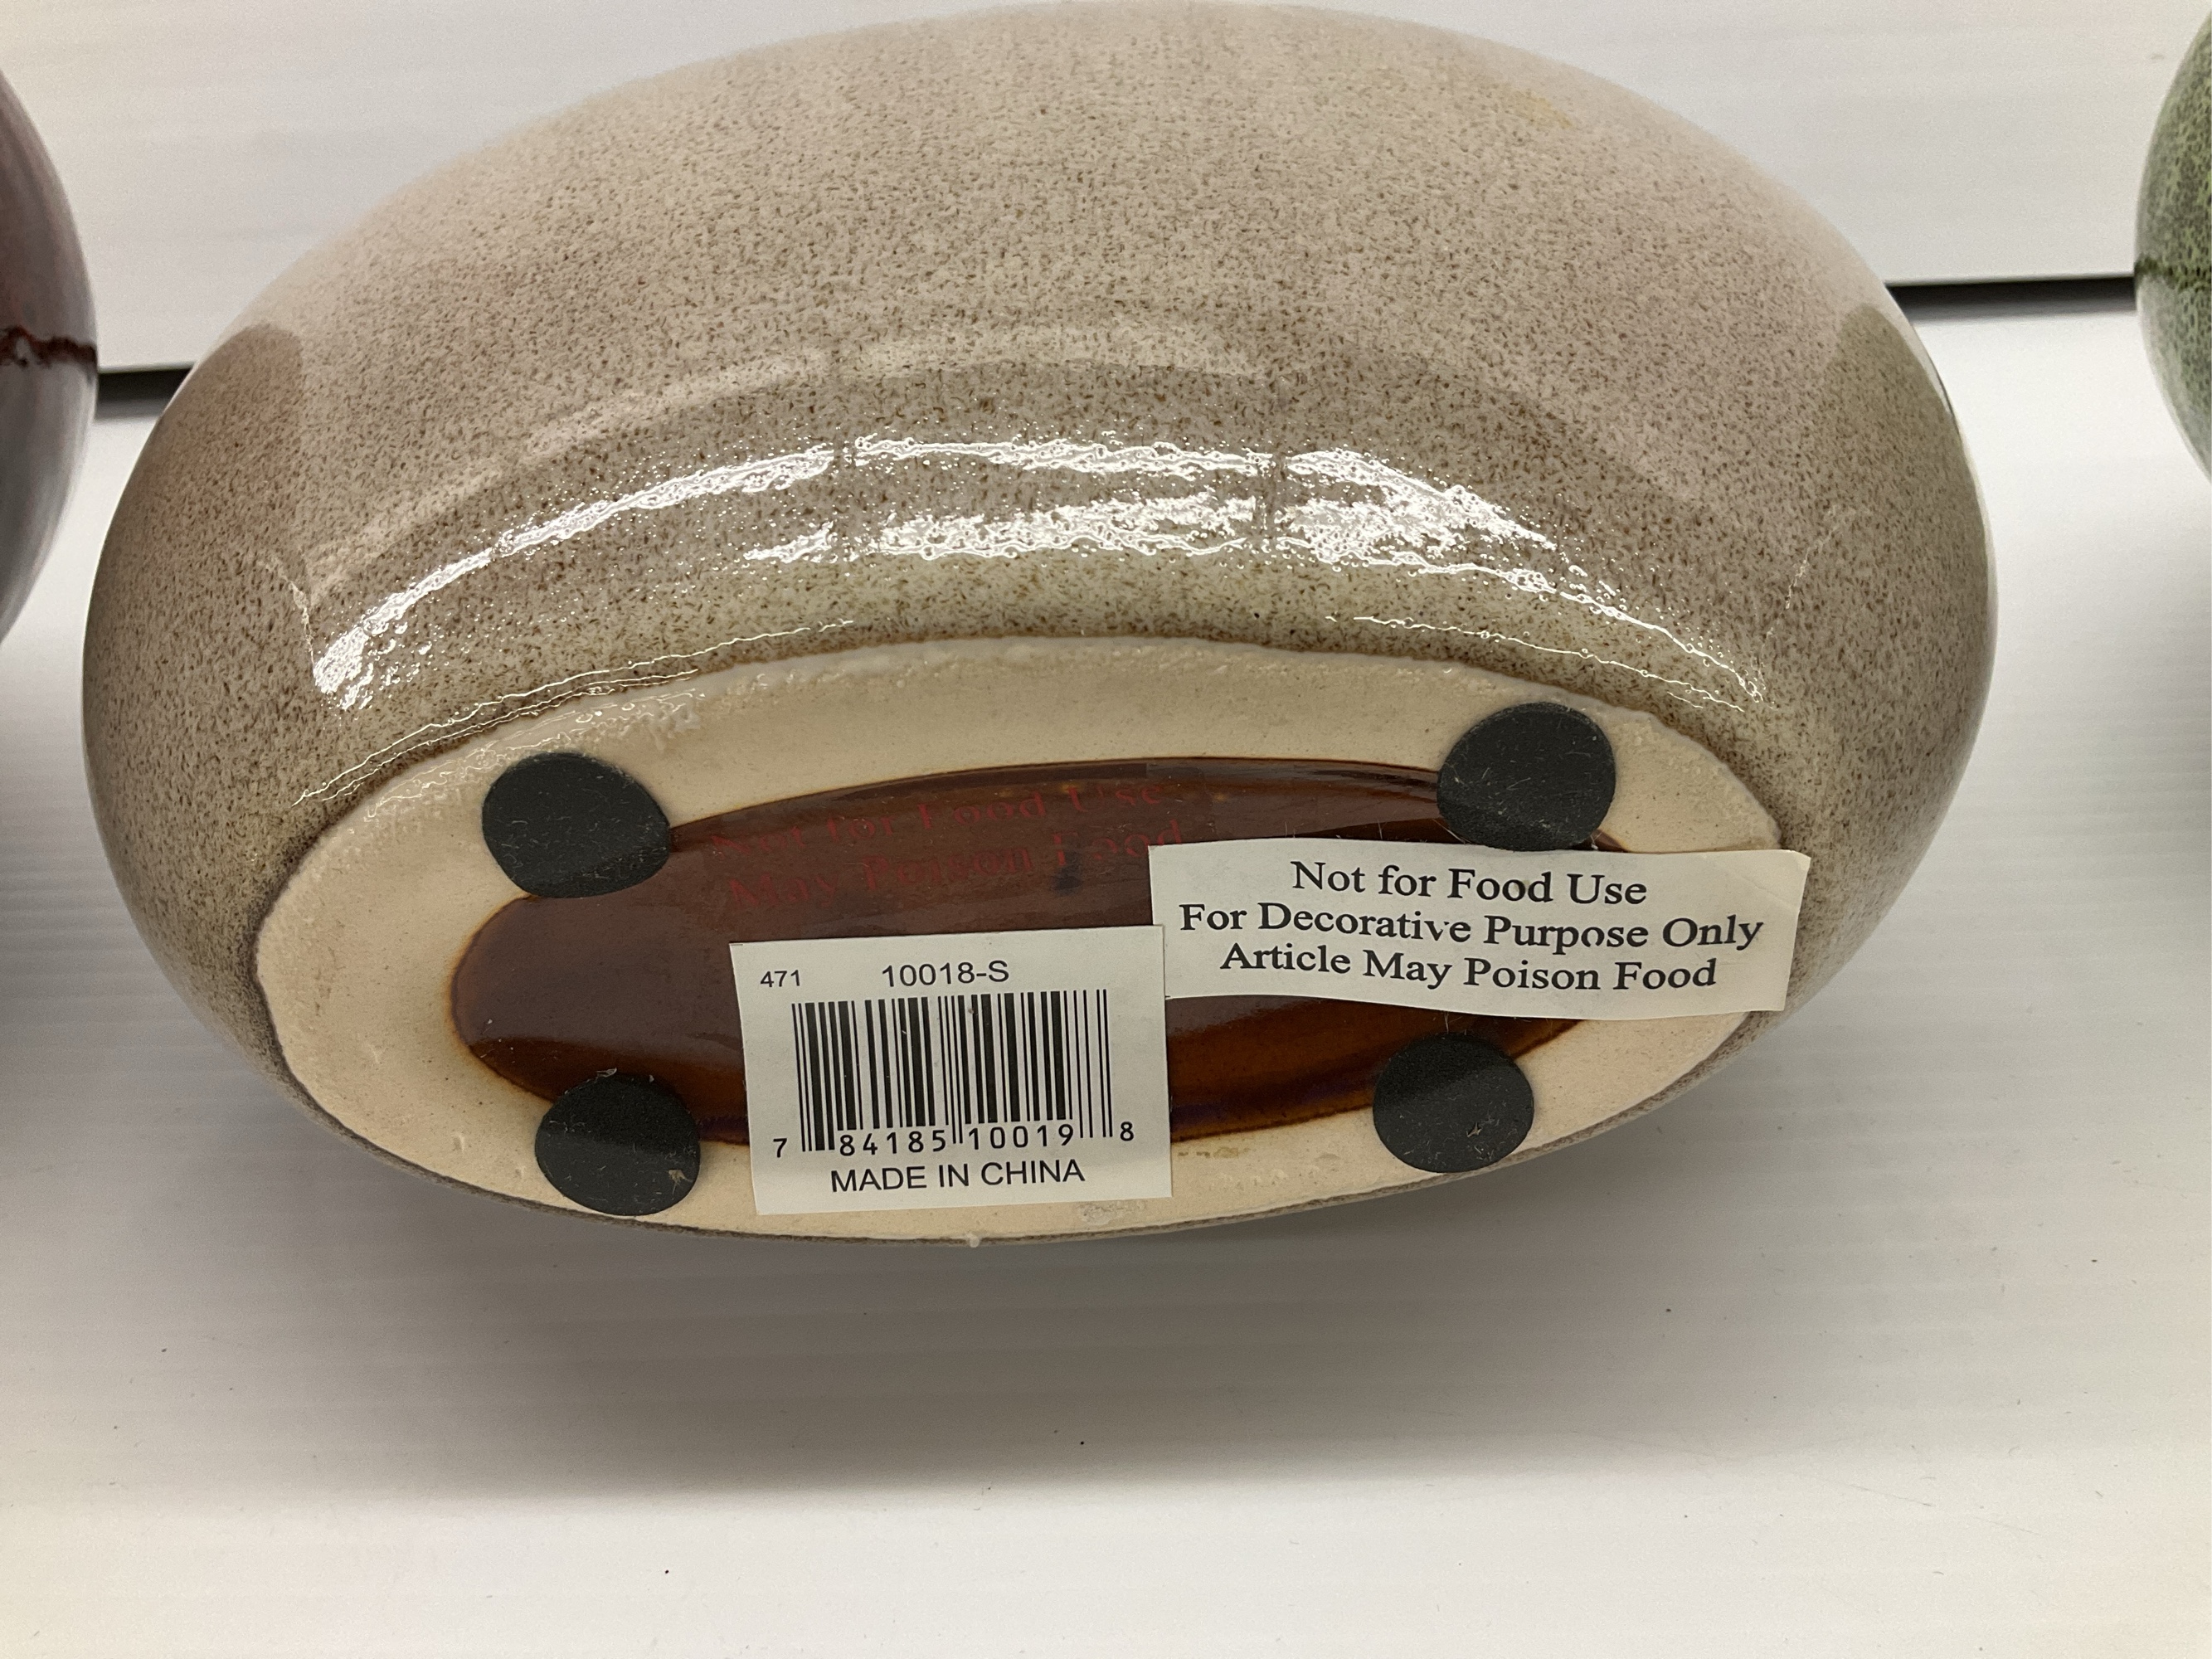 Not for Food Use
May Poison Food
Not for Food Use
For Decorative Purpose Only
Article May Poison Food
471 10018-S
7 84185 10019 8
MADE IN CHINA